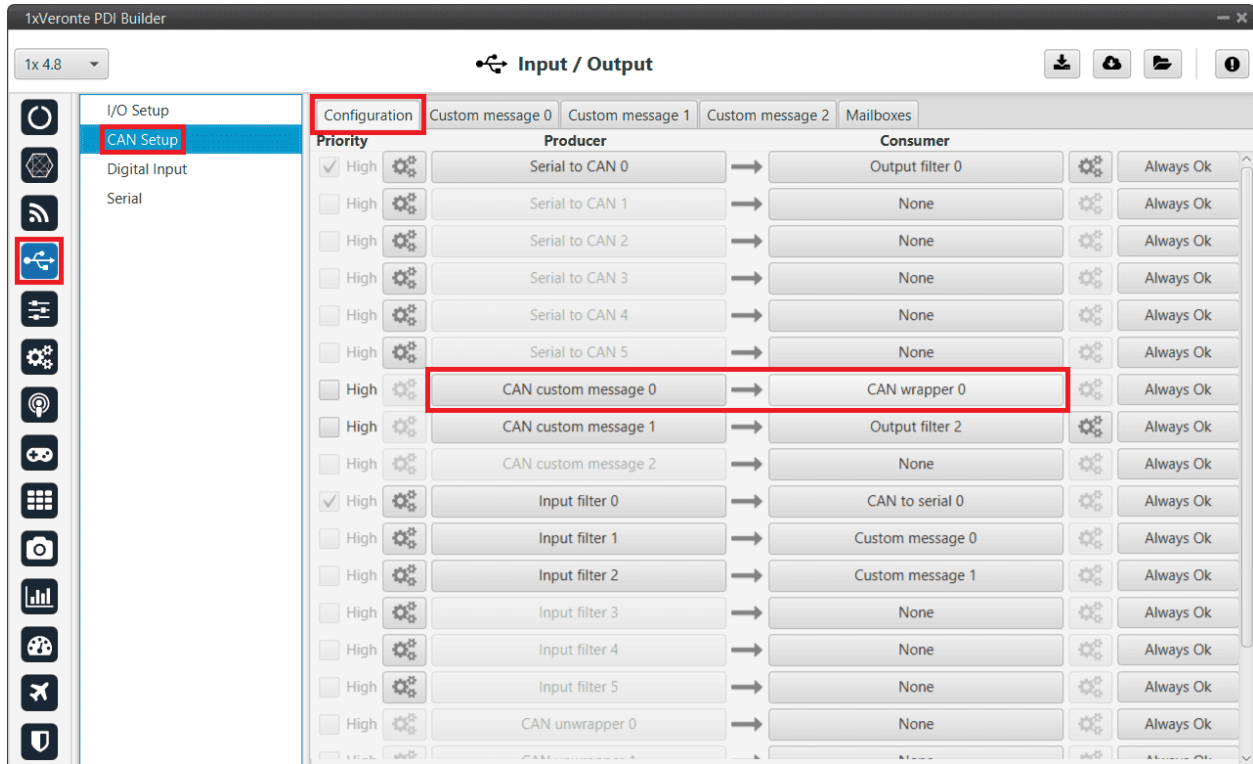 1xVeronte PDI Builder
1x 4.8
Input / Output
I/O Setup
CAN Setup
Digital Input
Serial
Configuration Custom message 0 Custom message 1 Custom message 2 Mailboxes
Priority Producer Consumer
High Serial to CAN 0 Output filter 0 Always Ok
High Serial to CAN 1 None Always Ok
High Serial to CAN 2 None Always Ok
High Serial to CAN 3 None Always Ok
High Serial to CAN 4 None Always Ok
High Serial to CAN 5 None Always Ok
High CAN custom message 0 CAN wrapper 0 Always Ok
High CAN custom message 1 Output filter 2 Always Ok
High CAN custom message 2 None Always Ok
High Input filter 0 CAN to serial 0 Always Ok
High Input filter 1 Custom message 0 Always Ok
High Input filter 2 Custom message 1 Always Ok
High Input filter 3 None Always Ok
High Input filter 4 None Always Ok
High Input filter 5 None Always Ok
High CAN unwrapper 0 None Always Ok